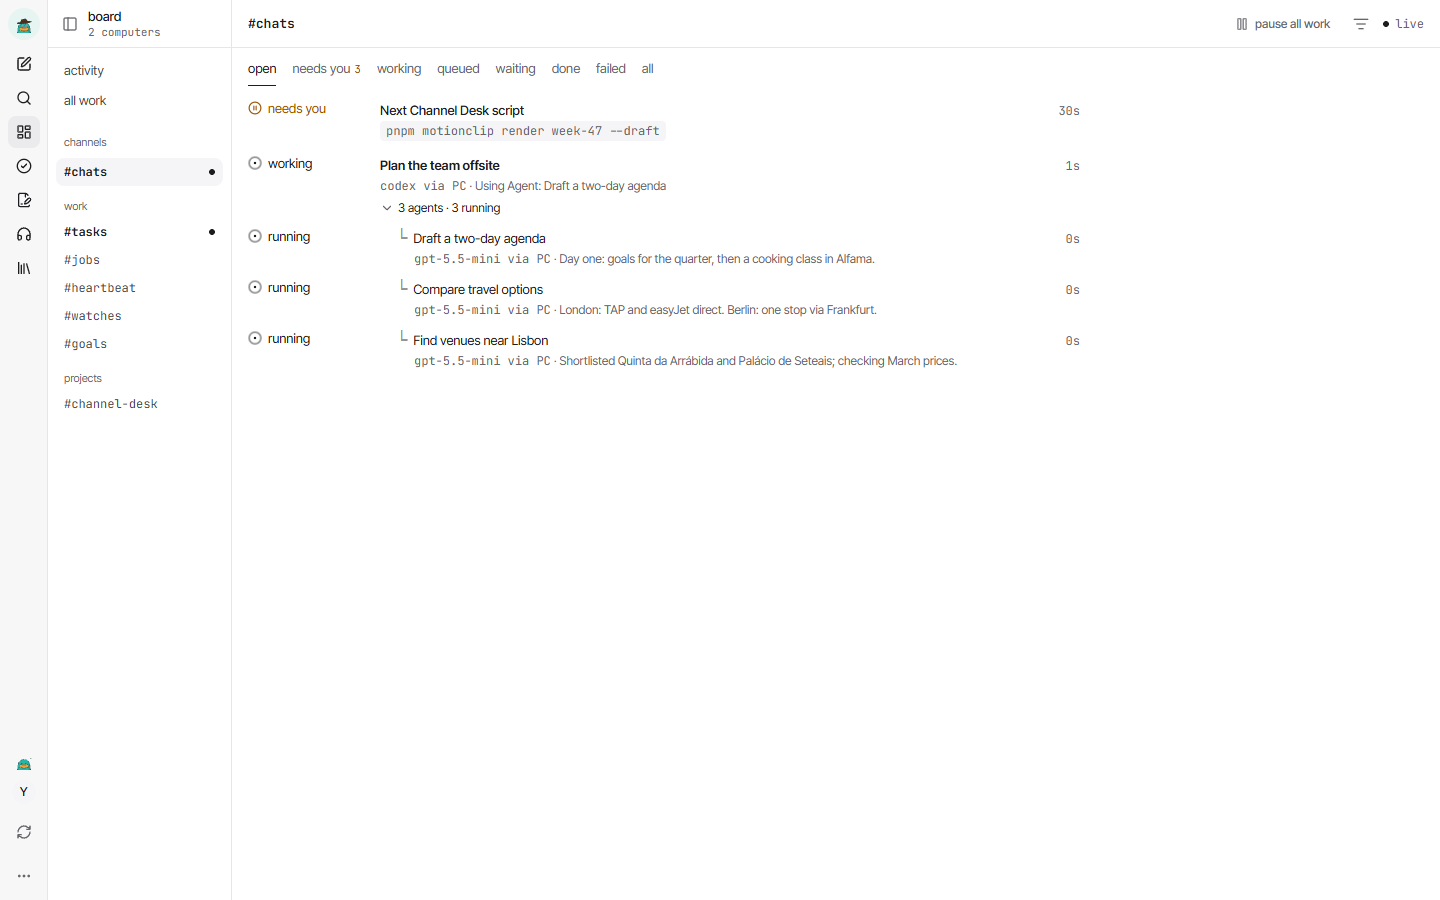 board
2 computers
activity
all work
channels
#chats
work
#tasks
#jobs
#heartbeat
#watches
#goals
projects
#channel-desk
Y
#chats
pause all work
live
open needs you 3 working queued waiting done failed all
needs you Next Channel Desk script 30s
pnpm motionclip render week-47 --draft
working Plan the team offsite 1s
codex via PC · Using Agent: Draft a two-day agenda
3 agents · 3 running
running Draft a two-day agenda 0s
gpt-5.5-mini via PC · Day one: goals for the quarter, then a cooking class in Alfama.
running Compare travel options 0s
gpt-5.5-mini via PC · London: TAP and easyJet direct. Berlin: one stop via Frankfurt.
running Find venues near Lisbon 0s
gpt-5.5-mini via PC · Shortlisted Quinta da Arrábida and Palácio de Seteais; checking March prices.